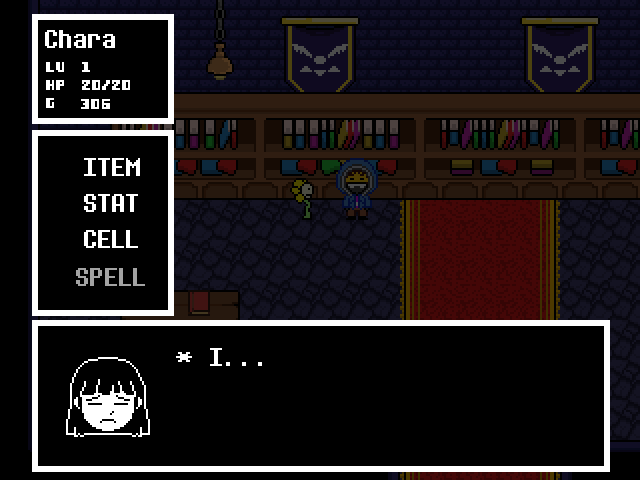 Chara
LV 1
HP 20/20
G 306
ITEM
STAT
CELL
SPELL
* I...